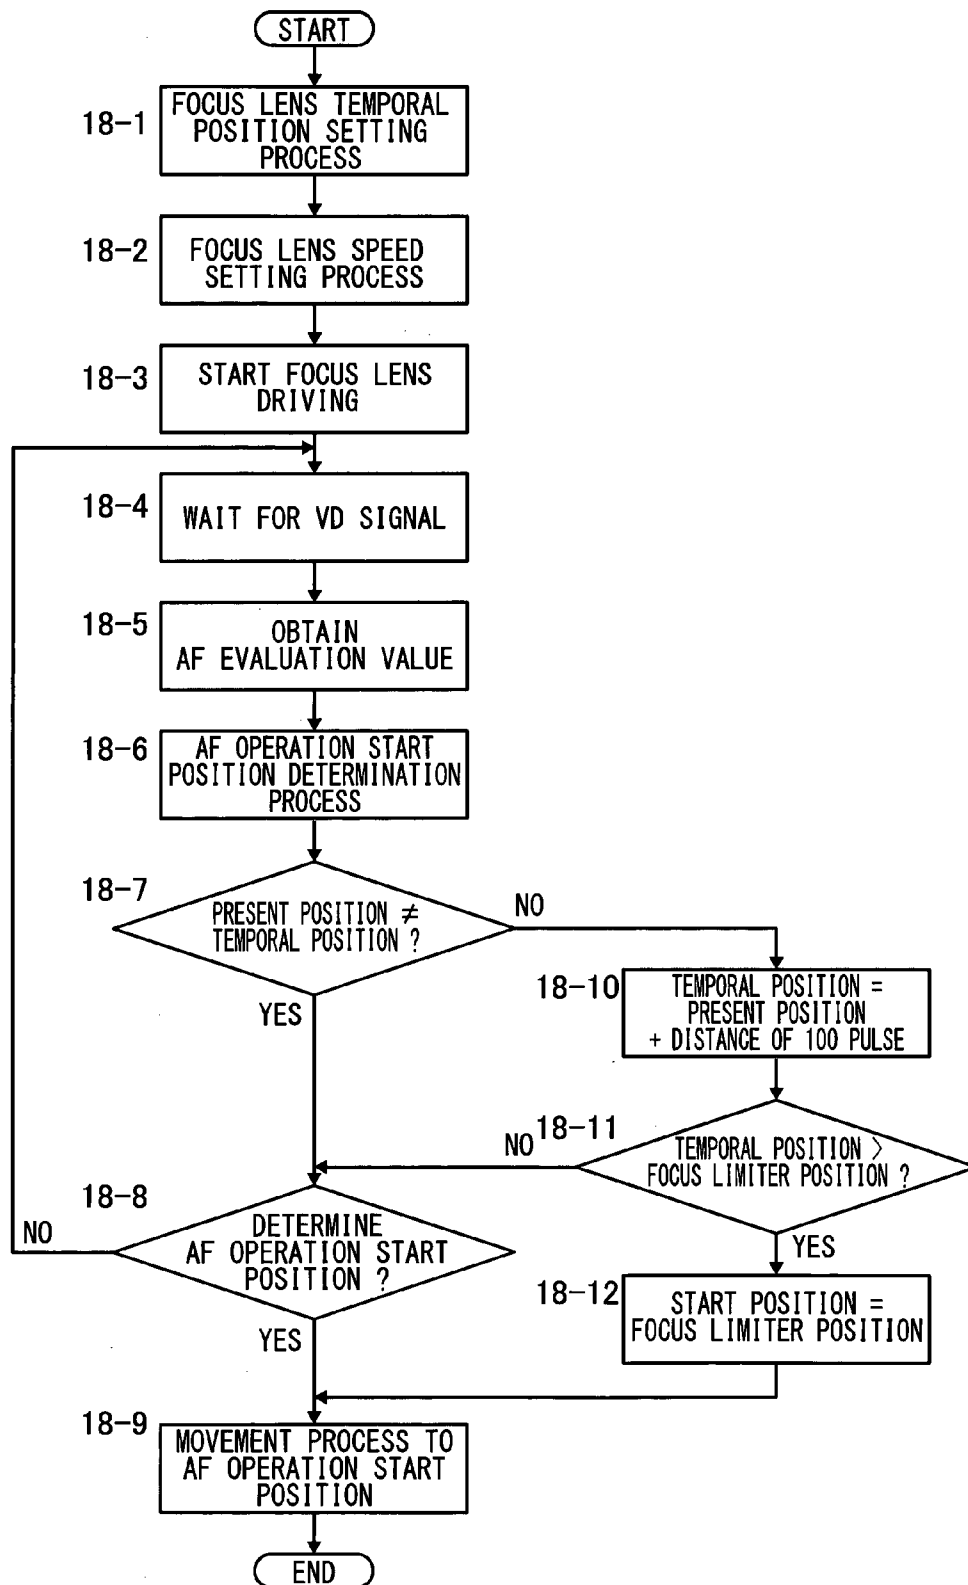 START
18-1
FOCUS LENS TEMPORAL
POSITION SETTING
PROCESS
18-2
FOCUS LENS SPEED
SETTING PROCESS
18-3
START FOCUS LENS
DRIVING
18-4
WAIT FOR VD SIGNAL
18-5
OBTAIN
AF EVALUATION VALUE
18-6
AF OPERATION START
POSITION DETERMINATION
PROCESS
18-7
PRESENT POSITION ≠
TEMPORAL POSITION ?
NO
YES
18-10
TEMPORAL POSITION =
PRESENT POSITION
+ DISTANCE OF 100 PULSE
18-11
TEMPORAL POSITION >
FOCUS LIMITER POSITION ?
NO
YES
18-8
DETERMINE
AF OPERATION START
POSITION ?
NO
YES
18-12
START POSITION =
FOCUS LIMITER POSITION
18-9
MOVEMENT PROCESS TO
AF OPERATION START
POSITION
END